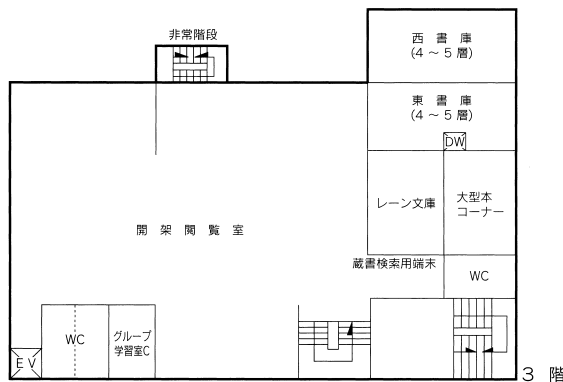 非常階段
西書庫
(4～5層)
東書庫
(4～5層)
DW
レーン文庫
大型本
コーナー
開架閲覧室
蔵書検索用端末
WC
WC
グループ
学習室C
EV
3階